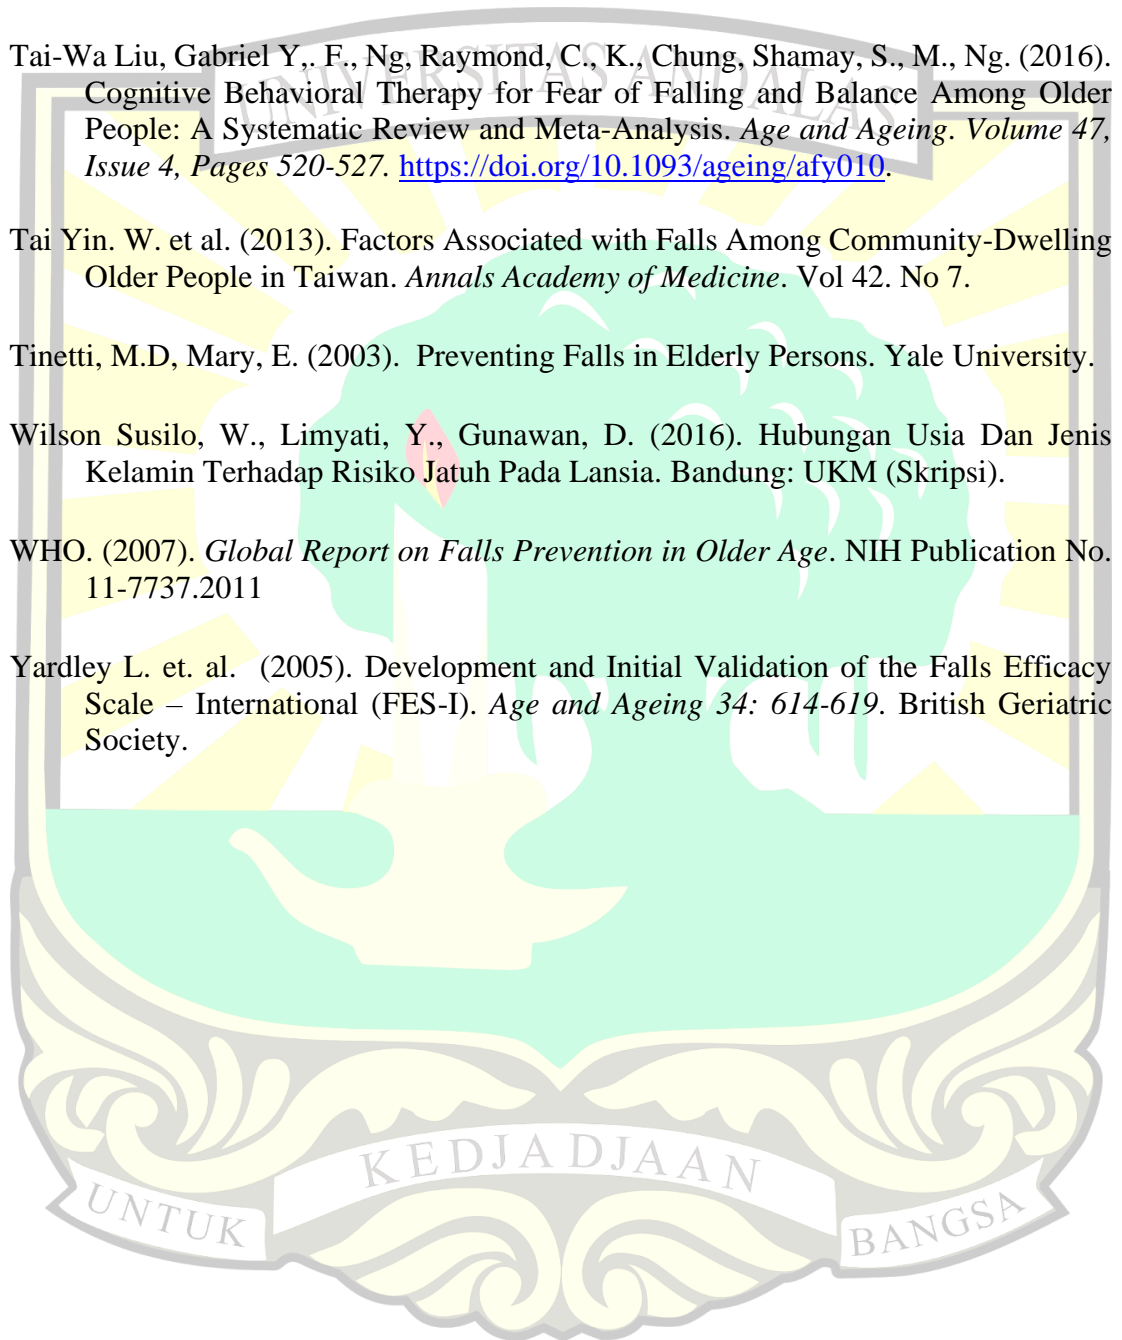 UNIVERSITAS ANDALAS
Tai-Wa Liu, Gabriel Y,. F., Ng, Raymond, C., K., Chung, Shamay, S., M., Ng. (2016).
Cognitive Behavioral Therapy for Fear of Falling and Balance Among Older
People: A Systematic Review and Meta-Analysis. Age and Ageing. Volume 47,
Issue 4, Pages 520-527. https://doi.org/10.1093/ageing/afy010.
Tai Yin. W. et al. (2013). Factors Associated with Falls Among Community-Dwelling
Older People in Taiwan. Annals Academy of Medicine. Vol 42. No 7.
Tinetti, M.D, Mary, E. (2003). Preventing Falls in Elderly Persons. Yale University.
Wilson Susilo, W., Limyati, Y., Gunawan, D. (2016). Hubungan Usia Dan Jenis
Kelamin Terhadap Risiko Jatuh Pada Lansia. Bandung: UKM (Skripsi).
WHO. (2007). Global Report on Falls Prevention in Older Age. NIH Publication No.
11-7737.2011
Yardley L. et. al. (2005). Development and Initial Validation of the Falls Efficacy
Scale – International (FES-I). Age and Ageing 34: 614-619. British Geriatric
Society.
UNTUK KEDJADJAAN BANGSA